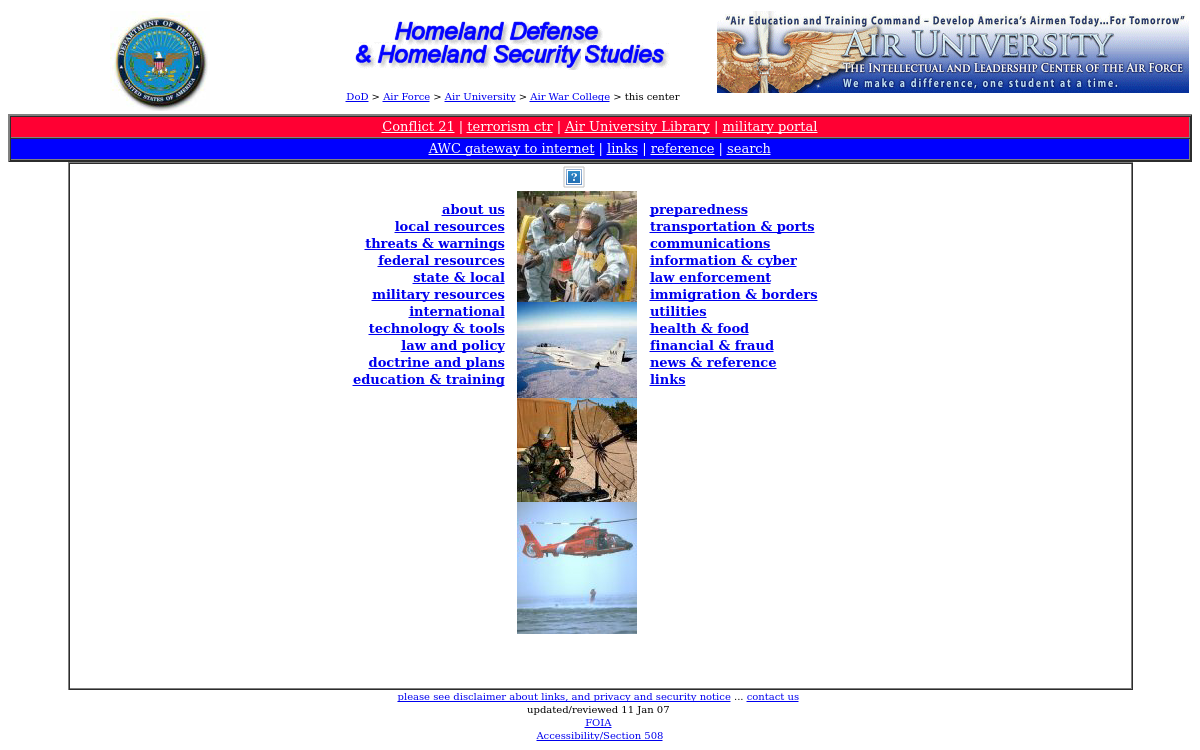 DEPARTMENT OF DEFENSE
UNITED STATES OF AMERICA
Homeland Defense
& Homeland Security Studies
DoD > Air Force > Air University > Air War College > this center
"Air Education and Training Command – Develop America's Airmen Today...For Tomorrow"
AIR UNIVERSITY
THE INTELLECTUAL AND LEADERSHIP CENTER OF THE AIR FORCE
We make a difference, one student at a time.
Conflict 21 | terrorism ctr | Air University Library | military portal
AWC gateway to internet | links | reference | search
?
about us
local resources
threats & warnings
federal resources
state & local
military resources
international
technology & tools
law and policy
doctrine and plans
education & training
preparedness
transportation & ports
communications
information & cyber
law enforcement
immigration & borders
utilities
health & food
financial & fraud
news & reference
links
please see disclaimer about links, and privacy and security notice ... contact us
updated/reviewed 11 Jan 07
FOIA
Accessibility/Section 508